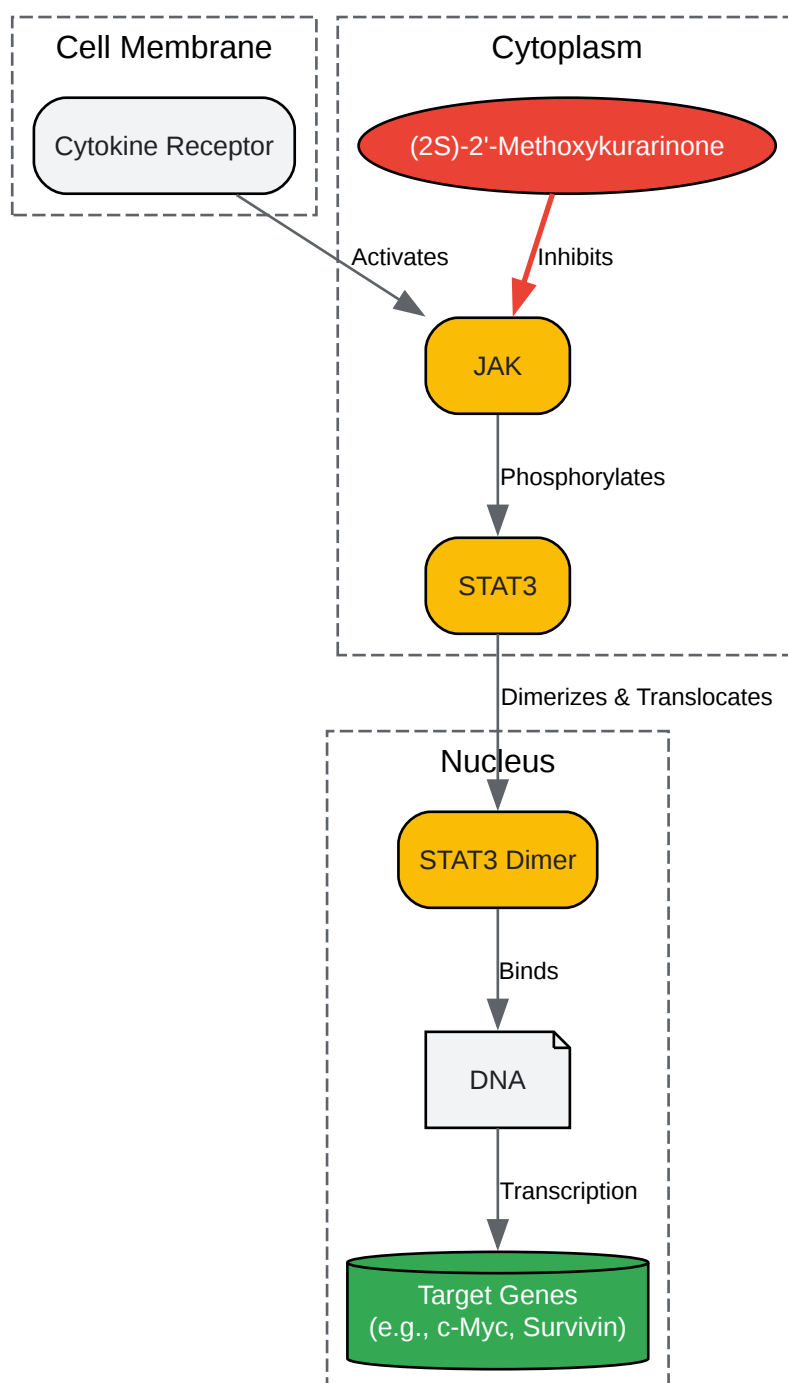 Cell Membrane
Cytoplasm
Cytokine Receptor
(2S)-2'-Methoxykurarinone
Activates
Inhibits
JAK
Phosphorylates
STAT3
Dimerizes & Translocates
Nucleus
STAT3 Dimer
Binds
DNA
Transcription
Target Genes
(e.g., c-Myc, Survivin)